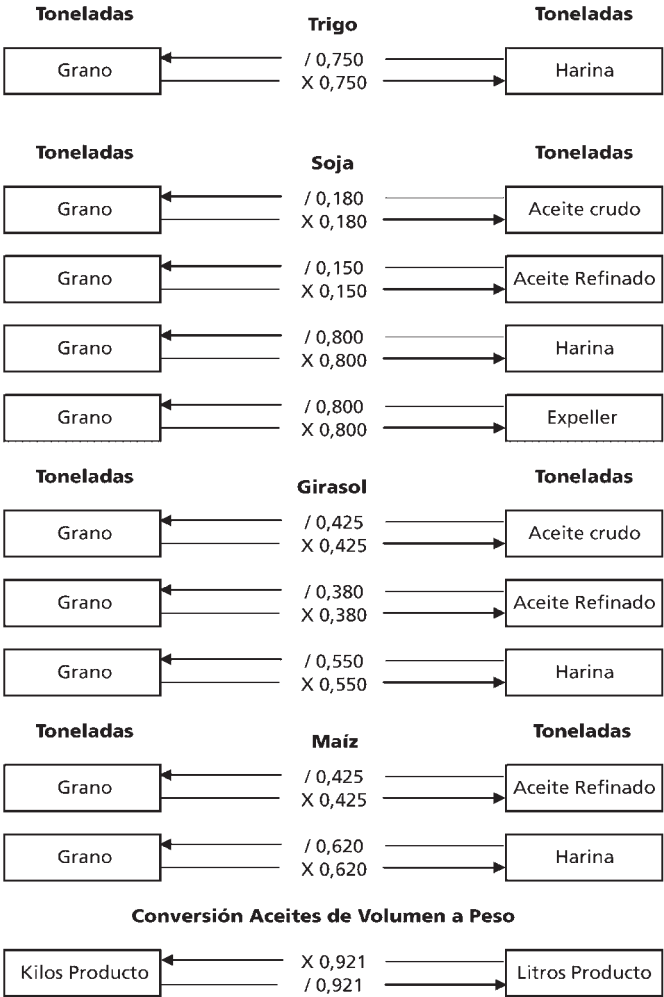 Toneladas Trigo Toneladas
Grano / 0,750 Harina
X 0,750
Toneladas Soja Toneladas
Grano / 0,180 Aceite crudo
X 0,180
Grano / 0,150 Aceite Refinado
X 0,150
Grano / 0,800 Harina
X 0,800
Grano / 0,800 Expeller
X 0,800
Toneladas Girasol Toneladas
Grano / 0,425 Aceite crudo
X 0,425
Grano / 0,380 Aceite Refinado
X 0,380
Grano / 0,550 Harina
X 0,550
Toneladas Maíz Toneladas
Grano / 0,425 Aceite Refinado
X 0,425
Grano / 0,620 Harina
X 0,620
Conversión Aceites de Volumen a Peso
Kilos Producto X 0,921 Litros Producto
/ 0,921